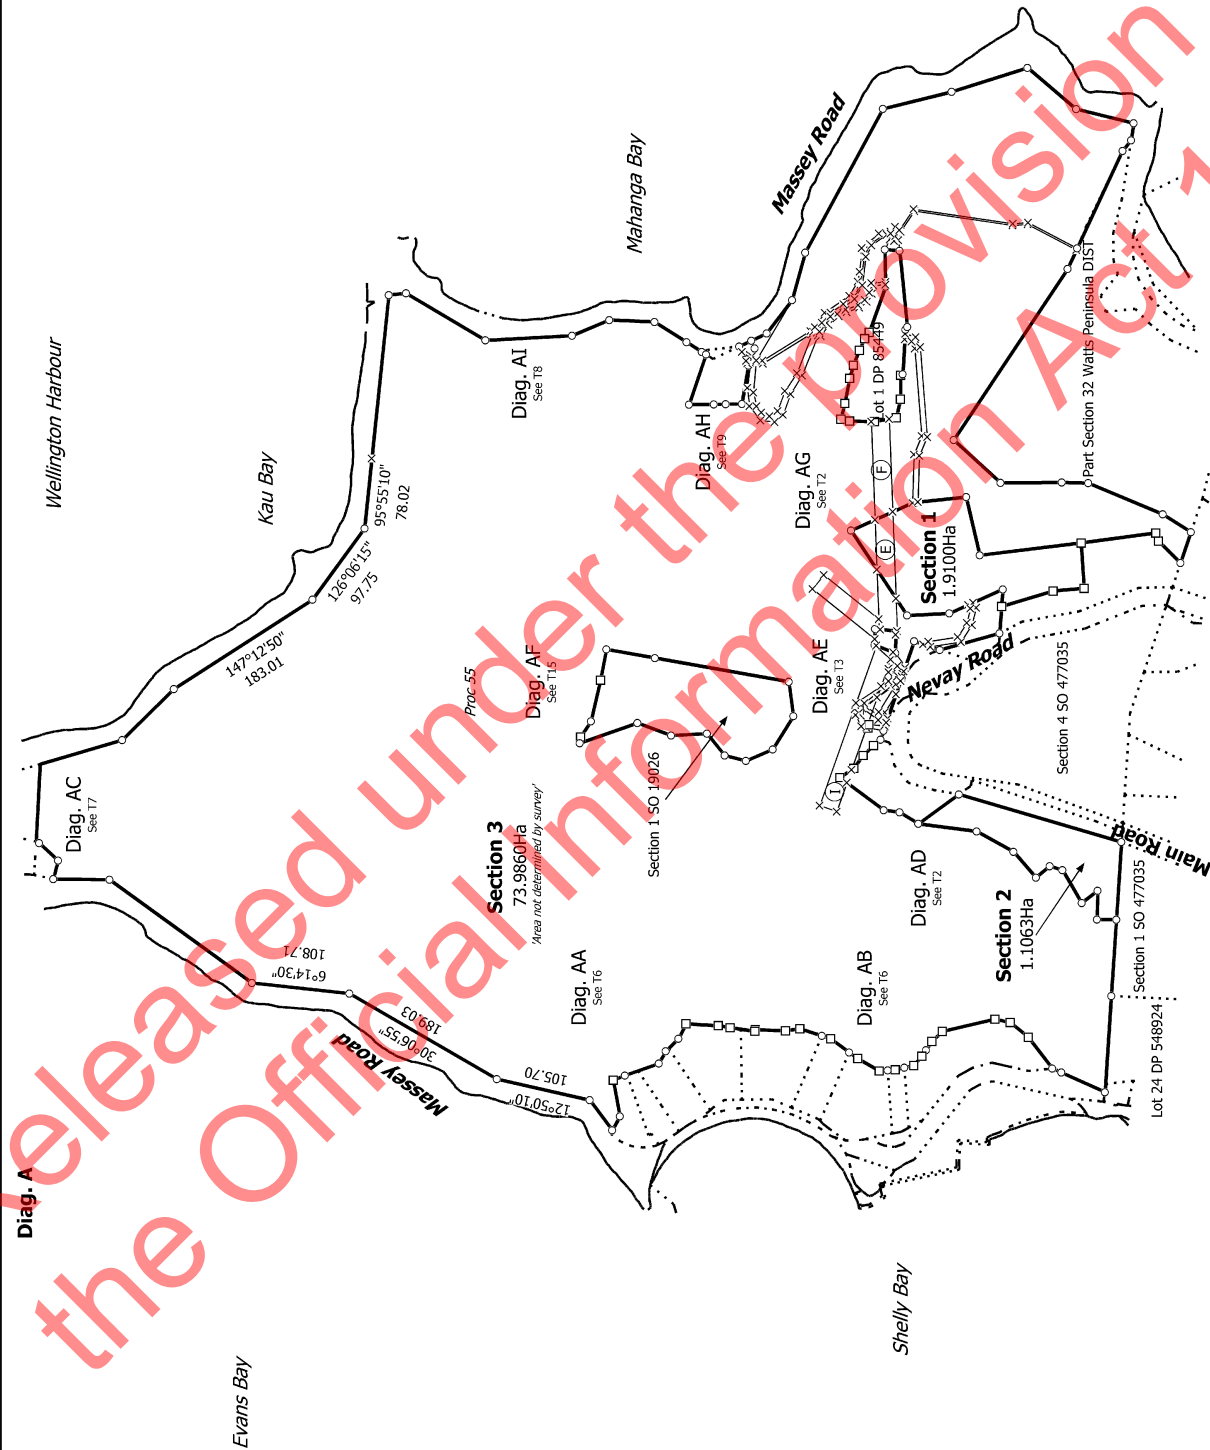 Diag. A
Wellington Harbour
Evans Bay
Kau Bay
Mahanga Bay
Shelly Bay
Massey Road
Massey Road
Nevay Road
Main Road
Diag. AC
See T7
Diag. AI
See T8
Diag. AH
See T9
Diag. AG
See T2
Diag. AF
See T15
Diag. AE
See T3
Diag. AD
See T2
Diag. AA
See T6
Diag. AB
See T6
Proc 55
Section 3
73.9860Ha
'Area not determined by survey'
Section 1 SO 19026
Section 1
1.9100Ha
Section 2
1.1063Ha
Lot 1 DP 85449
Part Section 32 Watts Peninsula DIST
Section 4 SO 477035
Section 1 SO 477035
Lot 24 DP 548924
147°12'50"
183.01
126°06'15"
97.75
95°55'10"
78.02
6°14'30"
108.71
30°06'55"
189.03
12°50'10"
105.70
E
F
I
Released under the provision
the Official Information Act 1